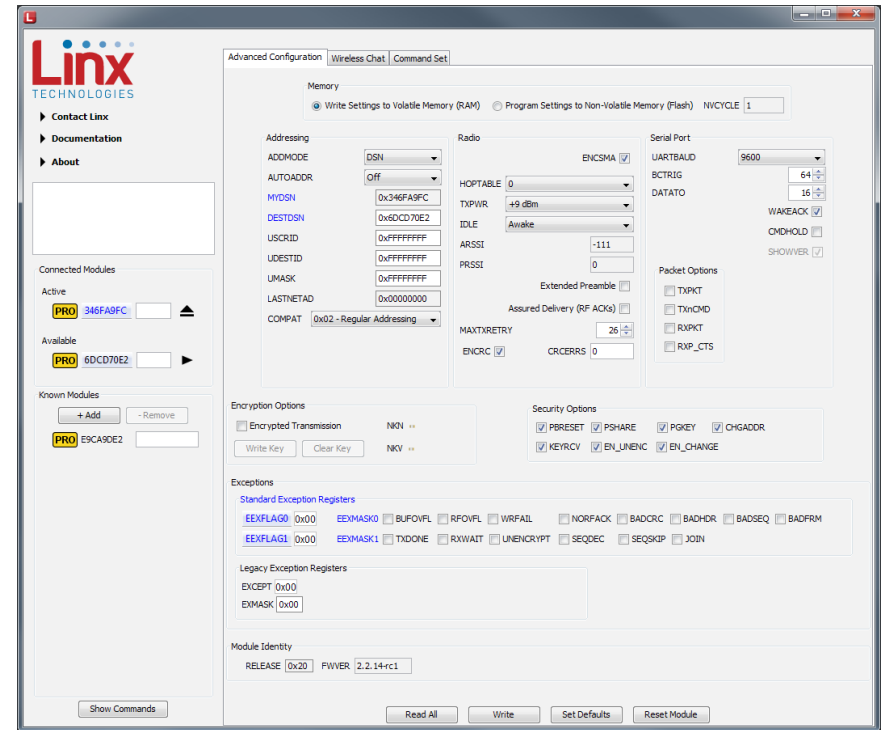 L
Linx
TECHNOLOGIES
Contact Linx
Documentation
About
Connected Modules
Active
PRO 346FA9FC
Available
PRO 6DCD70E2
Known Modules
+ Add - Remove
PRO E9CA9DE2
Show Commands
Advanced Configuration Wireless Chat Command Set
Memory
Write Settings to Volatile Memory (RAM) Program Settings to Non-Volatile Memory (Flash) NVCYCLE 1
Addressing
ADDMODE DSN
AUTOADDR Off
MYDSN 0x346FA9FC
DESTDSN 0x6DCD70E2
USCRID 0xFFFFFFFF
UDESTID 0xFFFFFFFF
UMASK 0xFFFFFFFF
LASTNETAD 0x00000000
COMPAT 0x02 - Regular Addressing
Radio
ENCSMA
HOPTABLE 0
TXPWR +9 dBm
IDLE Awake
ARSSI -111
PRSSI 0
Extended Preamble
Assured Delivery (RF ACKs)
MAXTXRETRY 26
ENCRC CRCERRS 0
Serial Port
UARTBAUD 9600
BCTRIG 64
DATATO 16
WAKEACK
CMDHOLD
SHOWVER
Packet Options
TXPKT
TXnCMD
RXPKT
RXP_CTS
Encryption Options
Encrypted Transmission NKN
Write Key Clear Key NKV
Security Options
PBRESET PSHARE PGKEY CHGADDR
KEYRCV EN_UNENC EN_CHANGE
Exceptions
Standard Exception Registers
EEXFLAG0 0x00 EEXMASK0 BUFOVFL RFOVFL WRFAIL NORFACK BADCRC BADHDR BADSEQ BADFRM
EEXFLAG1 0x00 EEXMASK1 TXDONE RXWAIT UNENCRYPT SEQDEC SEQSKIP JOIN
Legacy Exception Registers
EXCEPT 0x00
EXMASK 0x00
Module Identity
RELEASE 0x20 FWVER 2.2.14-rc1
Read All Write Set Defaults Reset Module